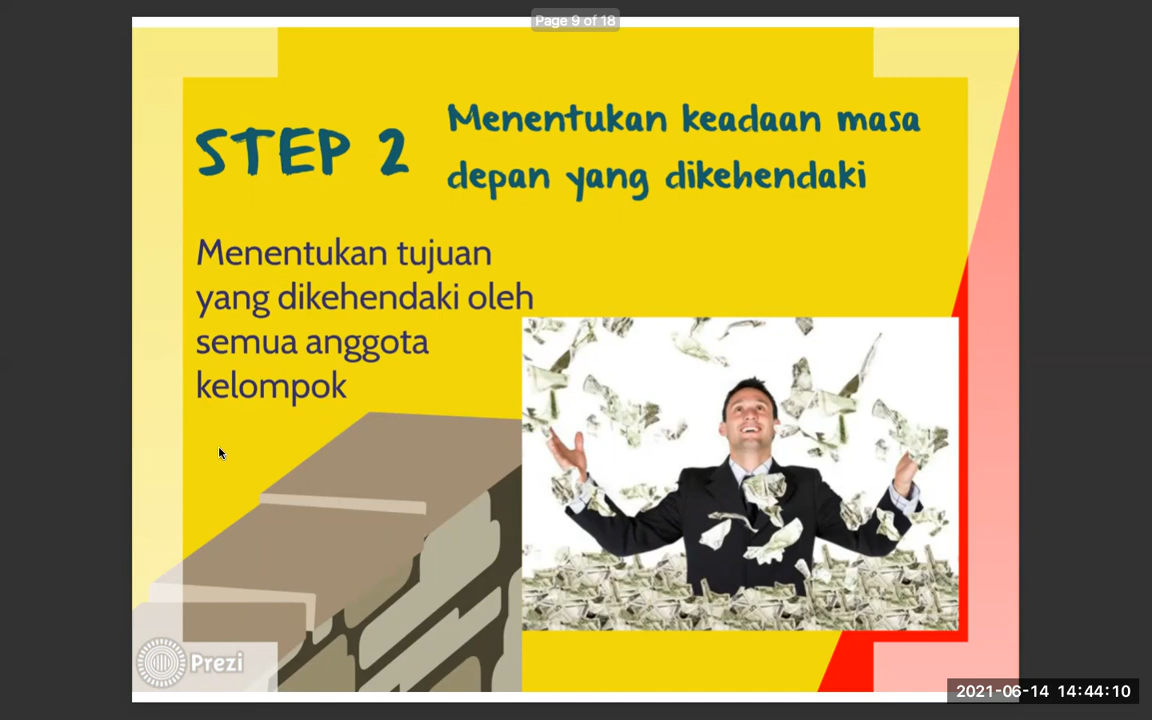 Page 9 of 18
STEP 2
Menentukan keadaan masa
depan yang dikehendaki
Menentukan tujuan
yang dikehendaki oleh
semua anggota
kelompok
Prezi
2021-06-14 14:44:10